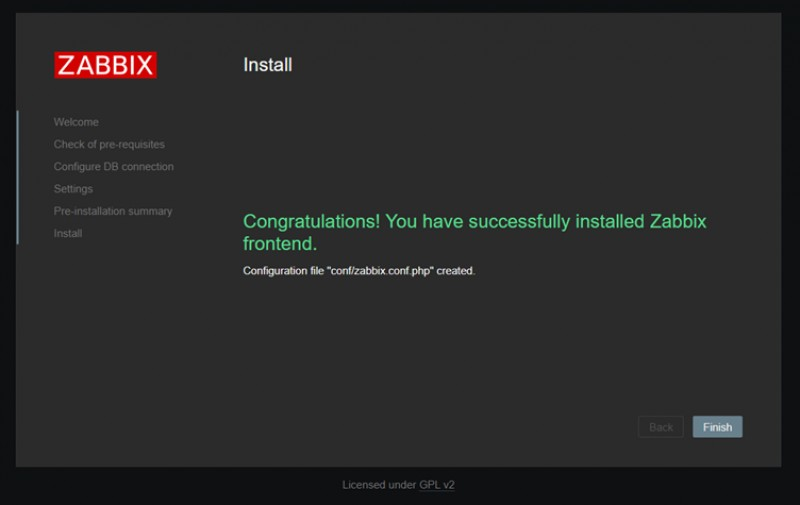 ZABBIX
Install
Welcome
Check of pre-requisites
Configure DB connection
Settings
Pre-installation summary
Install
Congratulations! You have successfully installed Zabbix
frontend.
Configuration file "conf/zabbix.conf.php" created.
Back
Finish
Licensed under GPL v2